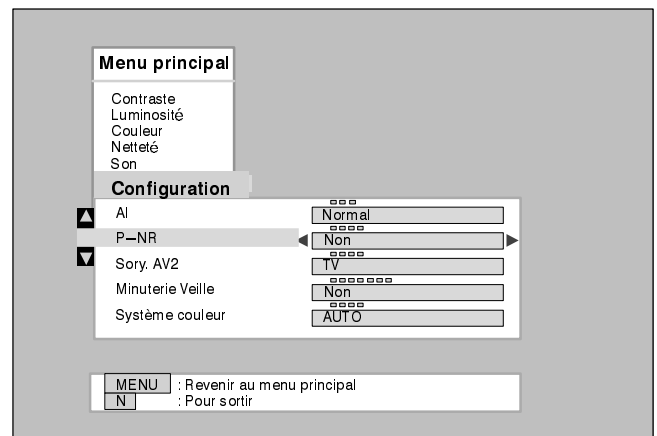 Menu principal
Contraste
Luminosité
Couleur
Netteté
Son
Configuration
AI Normal
P–NR Non
Sory. AV2 TV
Minuterie Veille Non
Système couleur AUTO
MENU : Revenir au menu principal
N : Pour sortir